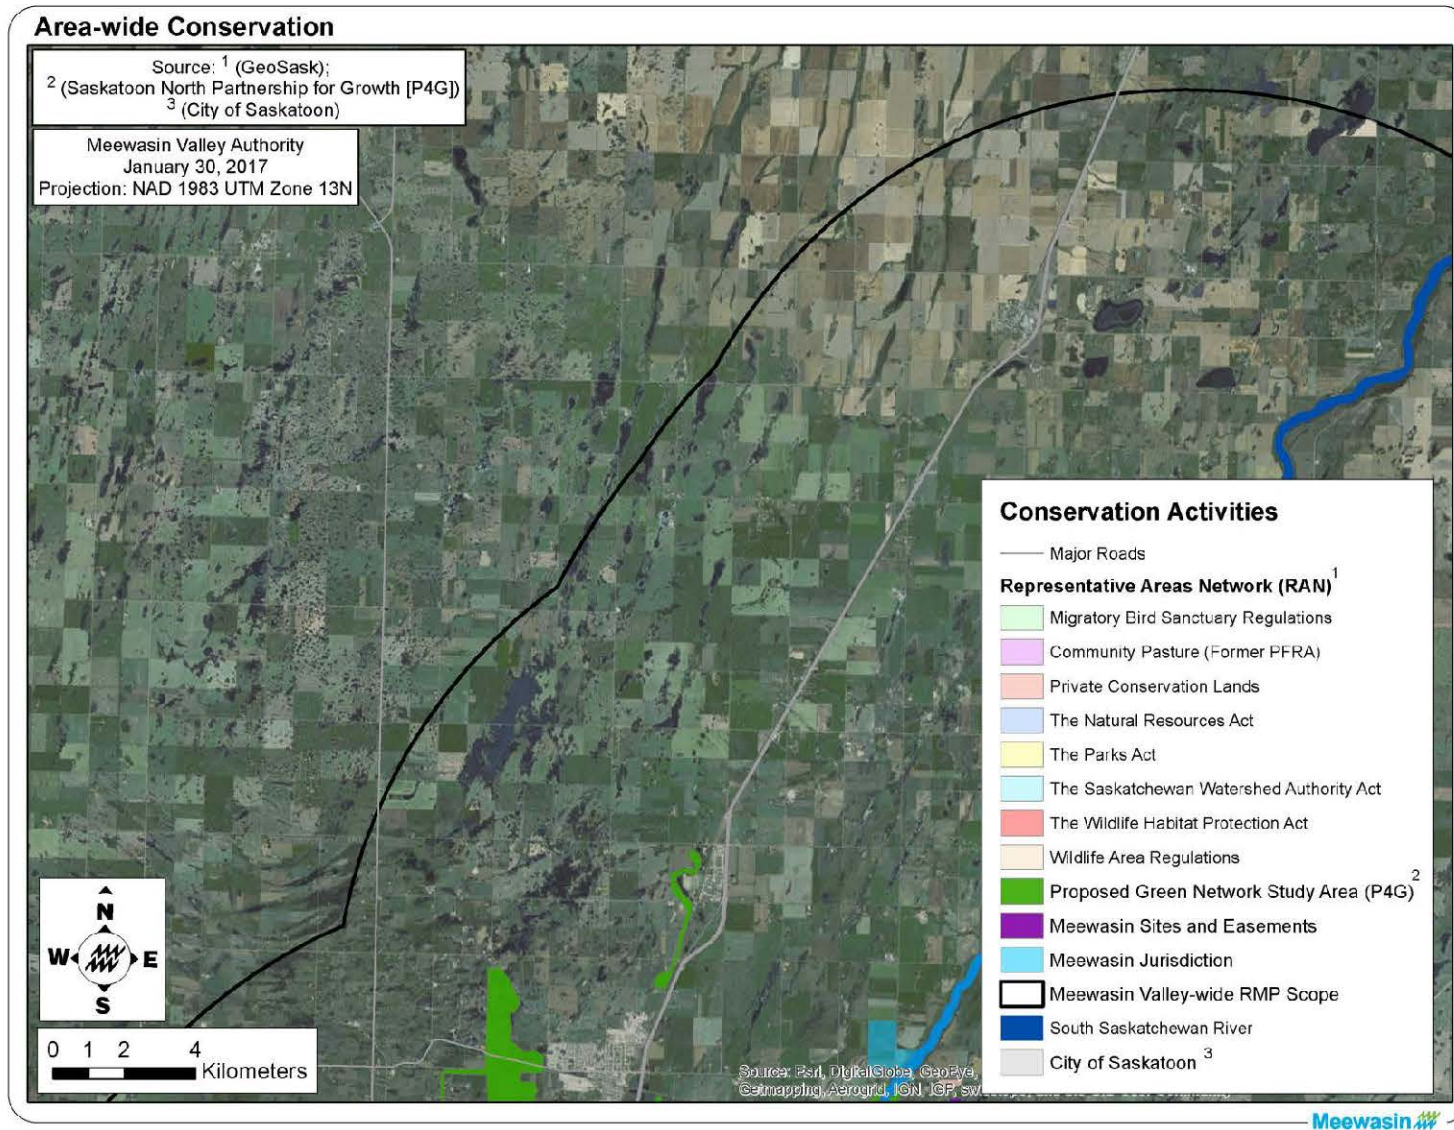 Area-wide Conservation
Source: 1 (GeoSask);
2 (Saskatoon North Partnership for Growth [P4G])
3 (City of Saskatoon)
Meewasin Valley Authority
January 30, 2017
Projection: NAD 1983 UTM Zone 13N
Conservation Activities
Major Roads
Representative Areas Network (RAN)1
Migratory Bird Sanctuary Regulations
Community Pasture (Former PFRA)
Private Conservation Lands
The Natural Resources Act
The Parks Act
The Saskatchewan Watershed Authority Act
The Wildlife Habitat Protection Act
Wildlife Area Regulations
Proposed Green Network Study Area (P4G)2
Meewasin Sites and Easements
Meewasin Jurisdiction
Meewasin Valley-wide RMP Scope
South Saskatchewan River
City of Saskatoon 3
N
W E
S
0 1 2 4
Kilometers
Source: Esri, DigitalGlobe, GeoEye,
Getmapping, Aerogrid, IGN, IGP,
Meewasin